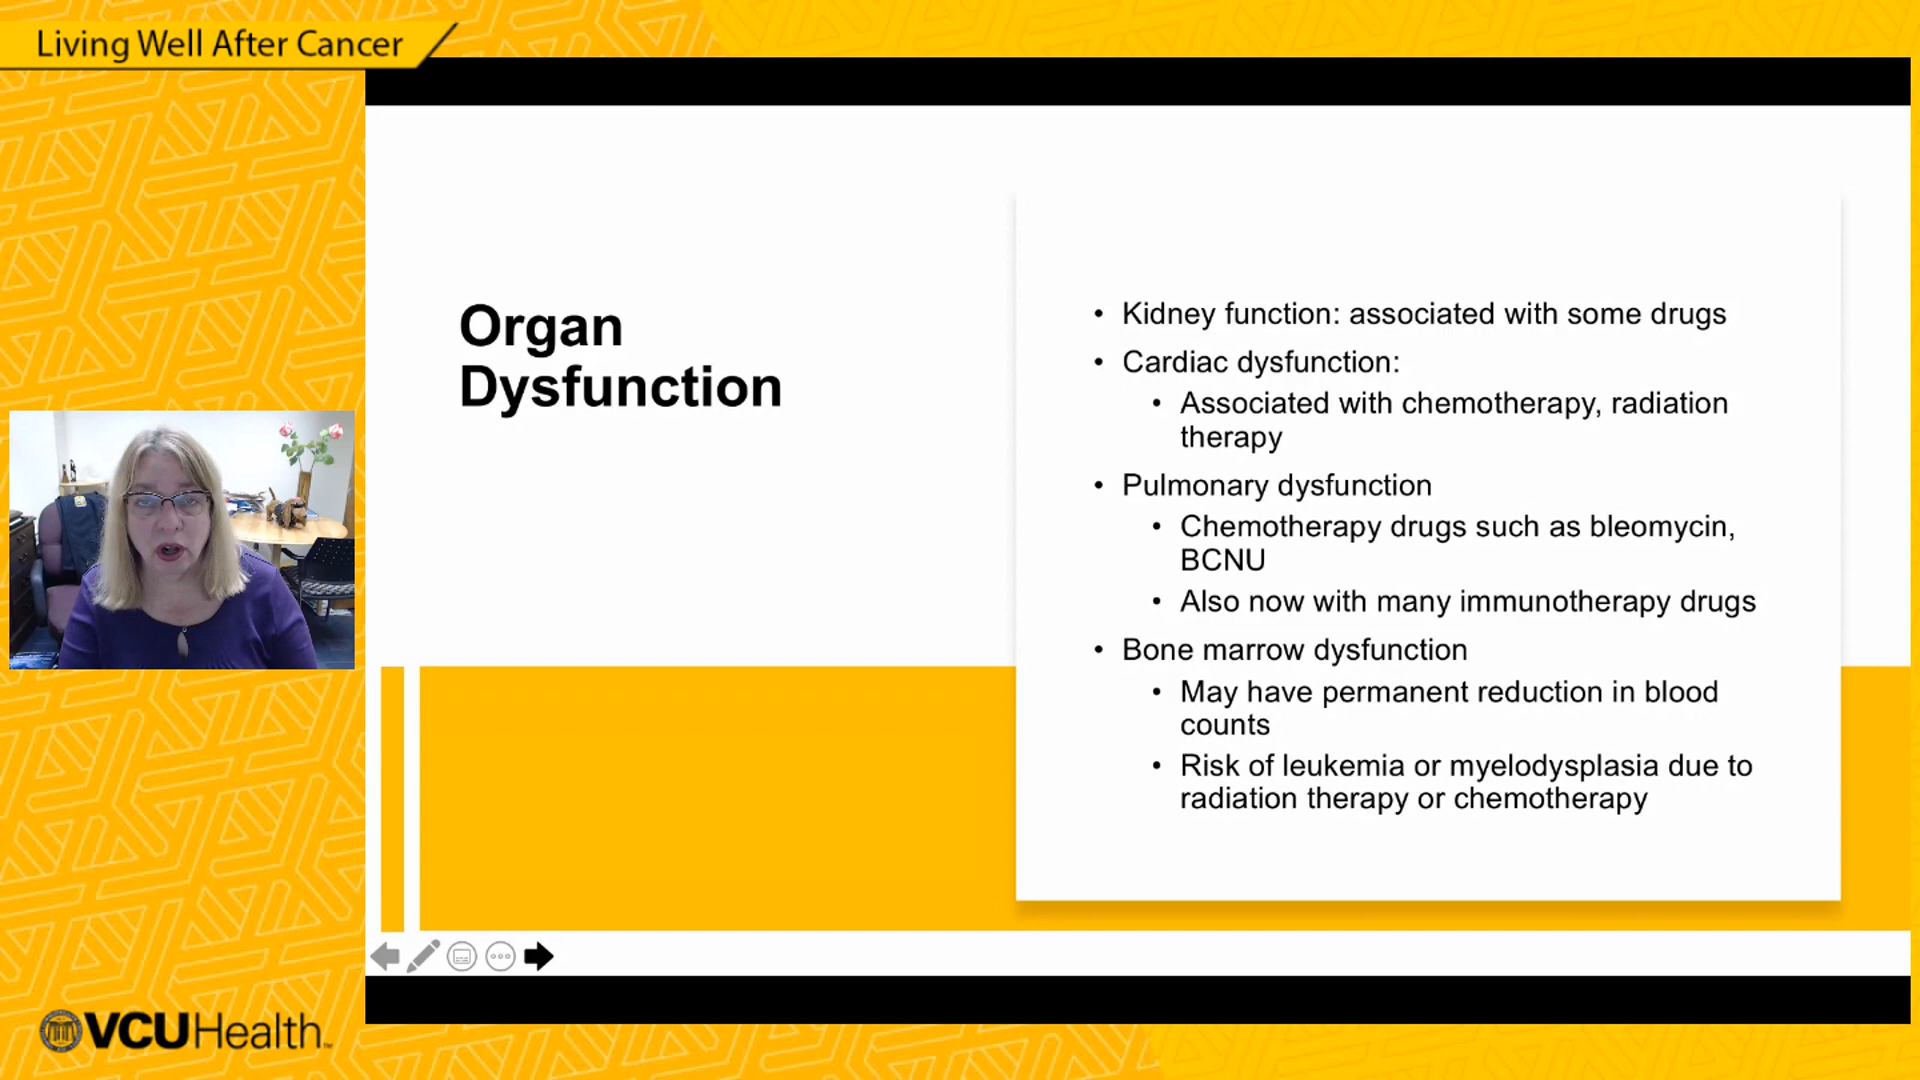 Living Well After Cancer
Organ
Dysfunction
• Kidney function: associated with some drugs
• Cardiac dysfunction:
• Associated with chemotherapy, radiation
therapy
• Pulmonary dysfunction
• Chemotherapy drugs such as bleomycin,
BCNU
• Also now with many immunotherapy drugs
• Bone marrow dysfunction
• May have permanent reduction in blood
counts
• Risk of leukemia or myelodysplasia due to
radiation therapy or chemotherapy
VCUHealth™